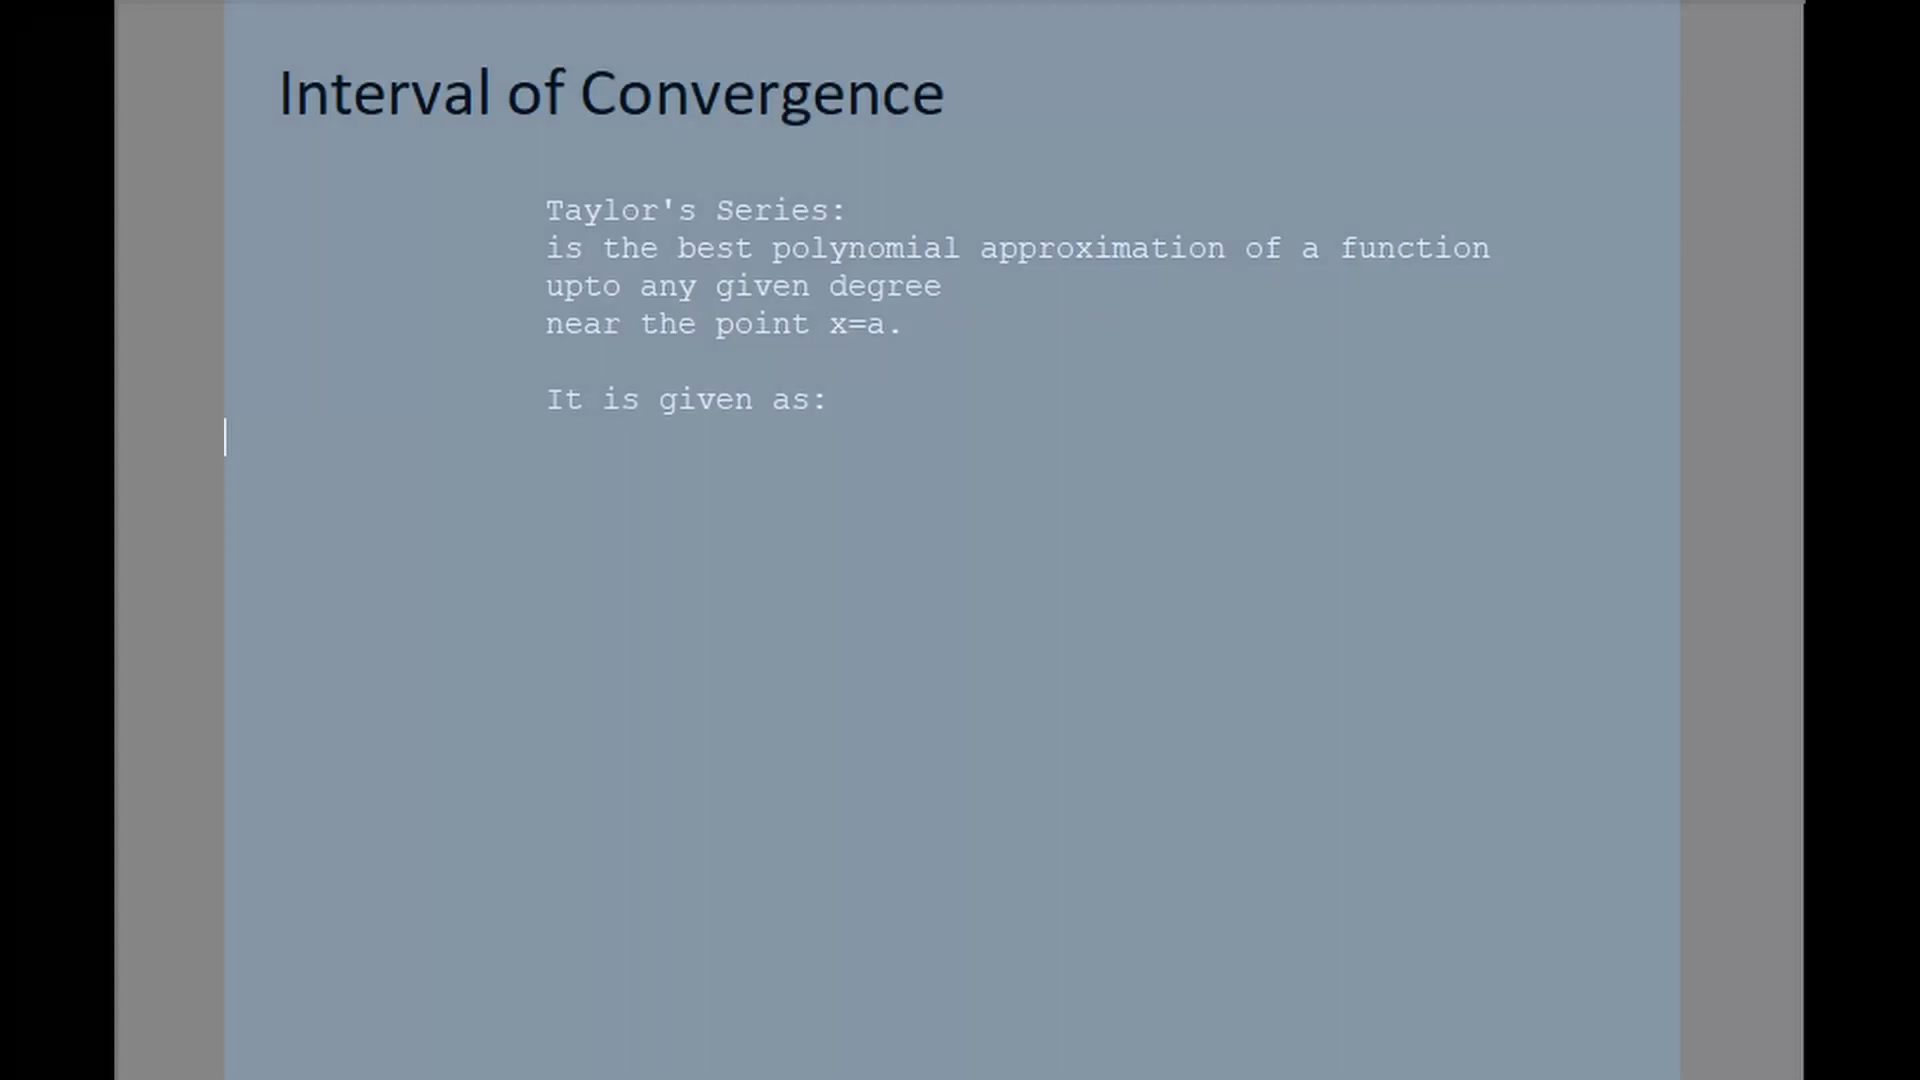 Interval of Convergence
Taylor's Series:
is the best polynomial approximation of a function
upto any given degree
near the point x=a.
It is given as: